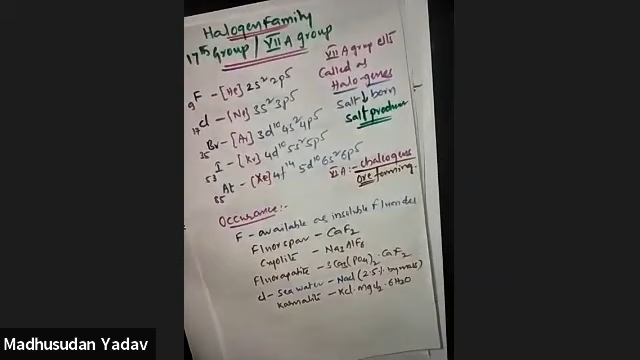 Halogen family
17th Group / VII A group
9F - [He] 2s² 2p5
17Cl - [Ne] 3s² 3p5
35Br - [Ar] 3d10 4s² 4p5
53I - [Kr] 4d10 5s² 5p5
85At - [Xe] 4f14 5d10 6s² 6p5
VII A group elts
Called as
Halo-genes
salt born
salt producer
VI A :- chalcogens
Ore forming.
Occurance :-
F - available as insoluble fluorides
Fluorspar - CaF2
Cryolite - Na3AlF6
Fluorapatite - 3Ca3(PO4)2.CaF2
Cl - Sea water - NaCl (2.5% by mass)
Karnalite - KCl.MgCl2.6H2O
Madhusudan Yadav